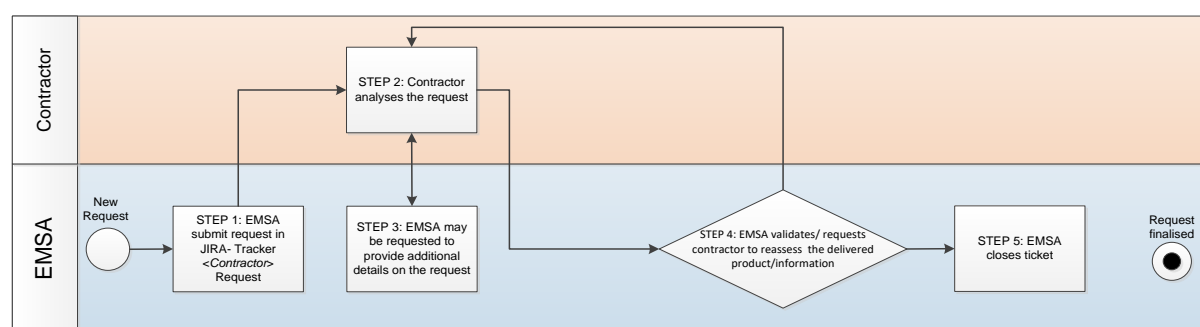 Contractor
STEP 2: Contractor
analyses the request
EMSA
New
Request
STEP 1: EMSA
submit request in
JIRA- Tracker
<Contractor>
Request
STEP 3: EMSA may
be requested to
provide additional
details on the request
STEP 4: EMSA validates/ requests
contractor to reassess the delivered
product/information
STEP 5: EMSA
closes ticket
Request
finalised